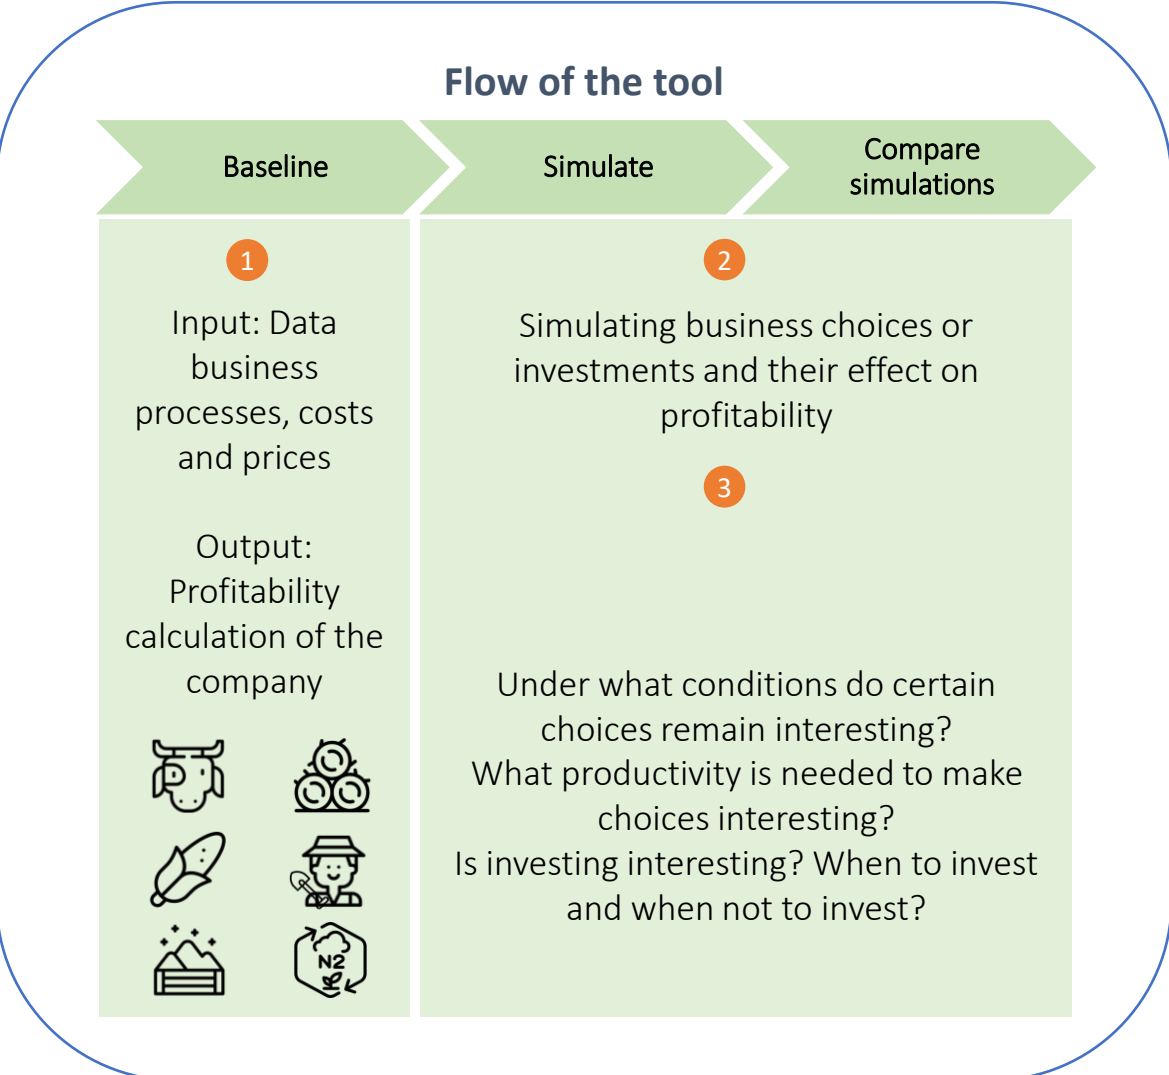 Flow of the tool
Baseline
Simulate
Compare
simulations
1
Input: Data
business
processes, costs
and prices
Output:
Profitability
calculation of the
company
N2
2
Simulating business choices or
investments and their effect on
profitability
3
Under what conditions do certain
choices remain interesting?
What productivity is needed to make
choices interesting?
Is investing interesting? When to invest
and when not to invest?